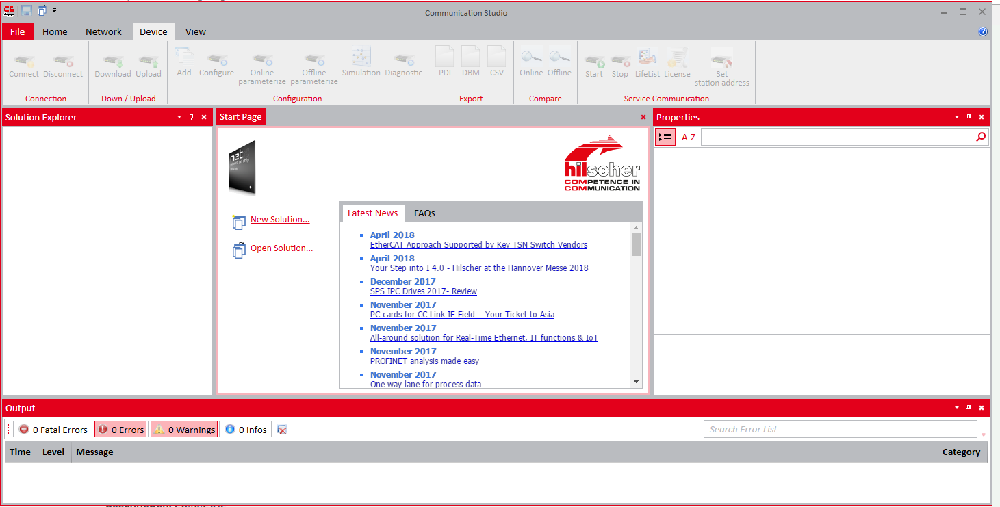 CS
Communication Studio
File Home Network Device View
Connect Disconnect Download Upload Add Configure Online parameterize Offline parameterize Simulation Diagnostic PDI DBM CSV Online Offline Start Stop LifeList License Set station address
Connection Down / Upload Configuration Export Compare Service Communication
Solution Explorer
Start Page
Properties
A-Z
net
network on chip
hilscher
hilscher
COMPETENCE IN
COMMUNICATION
New Solution...
Open Solution...
Latest News FAQs
April 2018
EtherCAT Approach Supported by Key TSN Switch Vendors
April 2018
Your Step into I 4.0 - Hilscher at the Hannover Messe 2018
December 2017
SPS IPC Drives 2017- Review
November 2017
PC cards for CC-Link IE Field – Your Ticket to Asia
November 2017
All-around solution for Real-Time Ethernet, IT functions & IoT
November 2017
PROFINET analysis made easy
November 2017
One-way lane for process data
Output
0 Fatal Errors 0 Errors 0 Warnings 0 Infos
Search Error List
Time Level Message Category